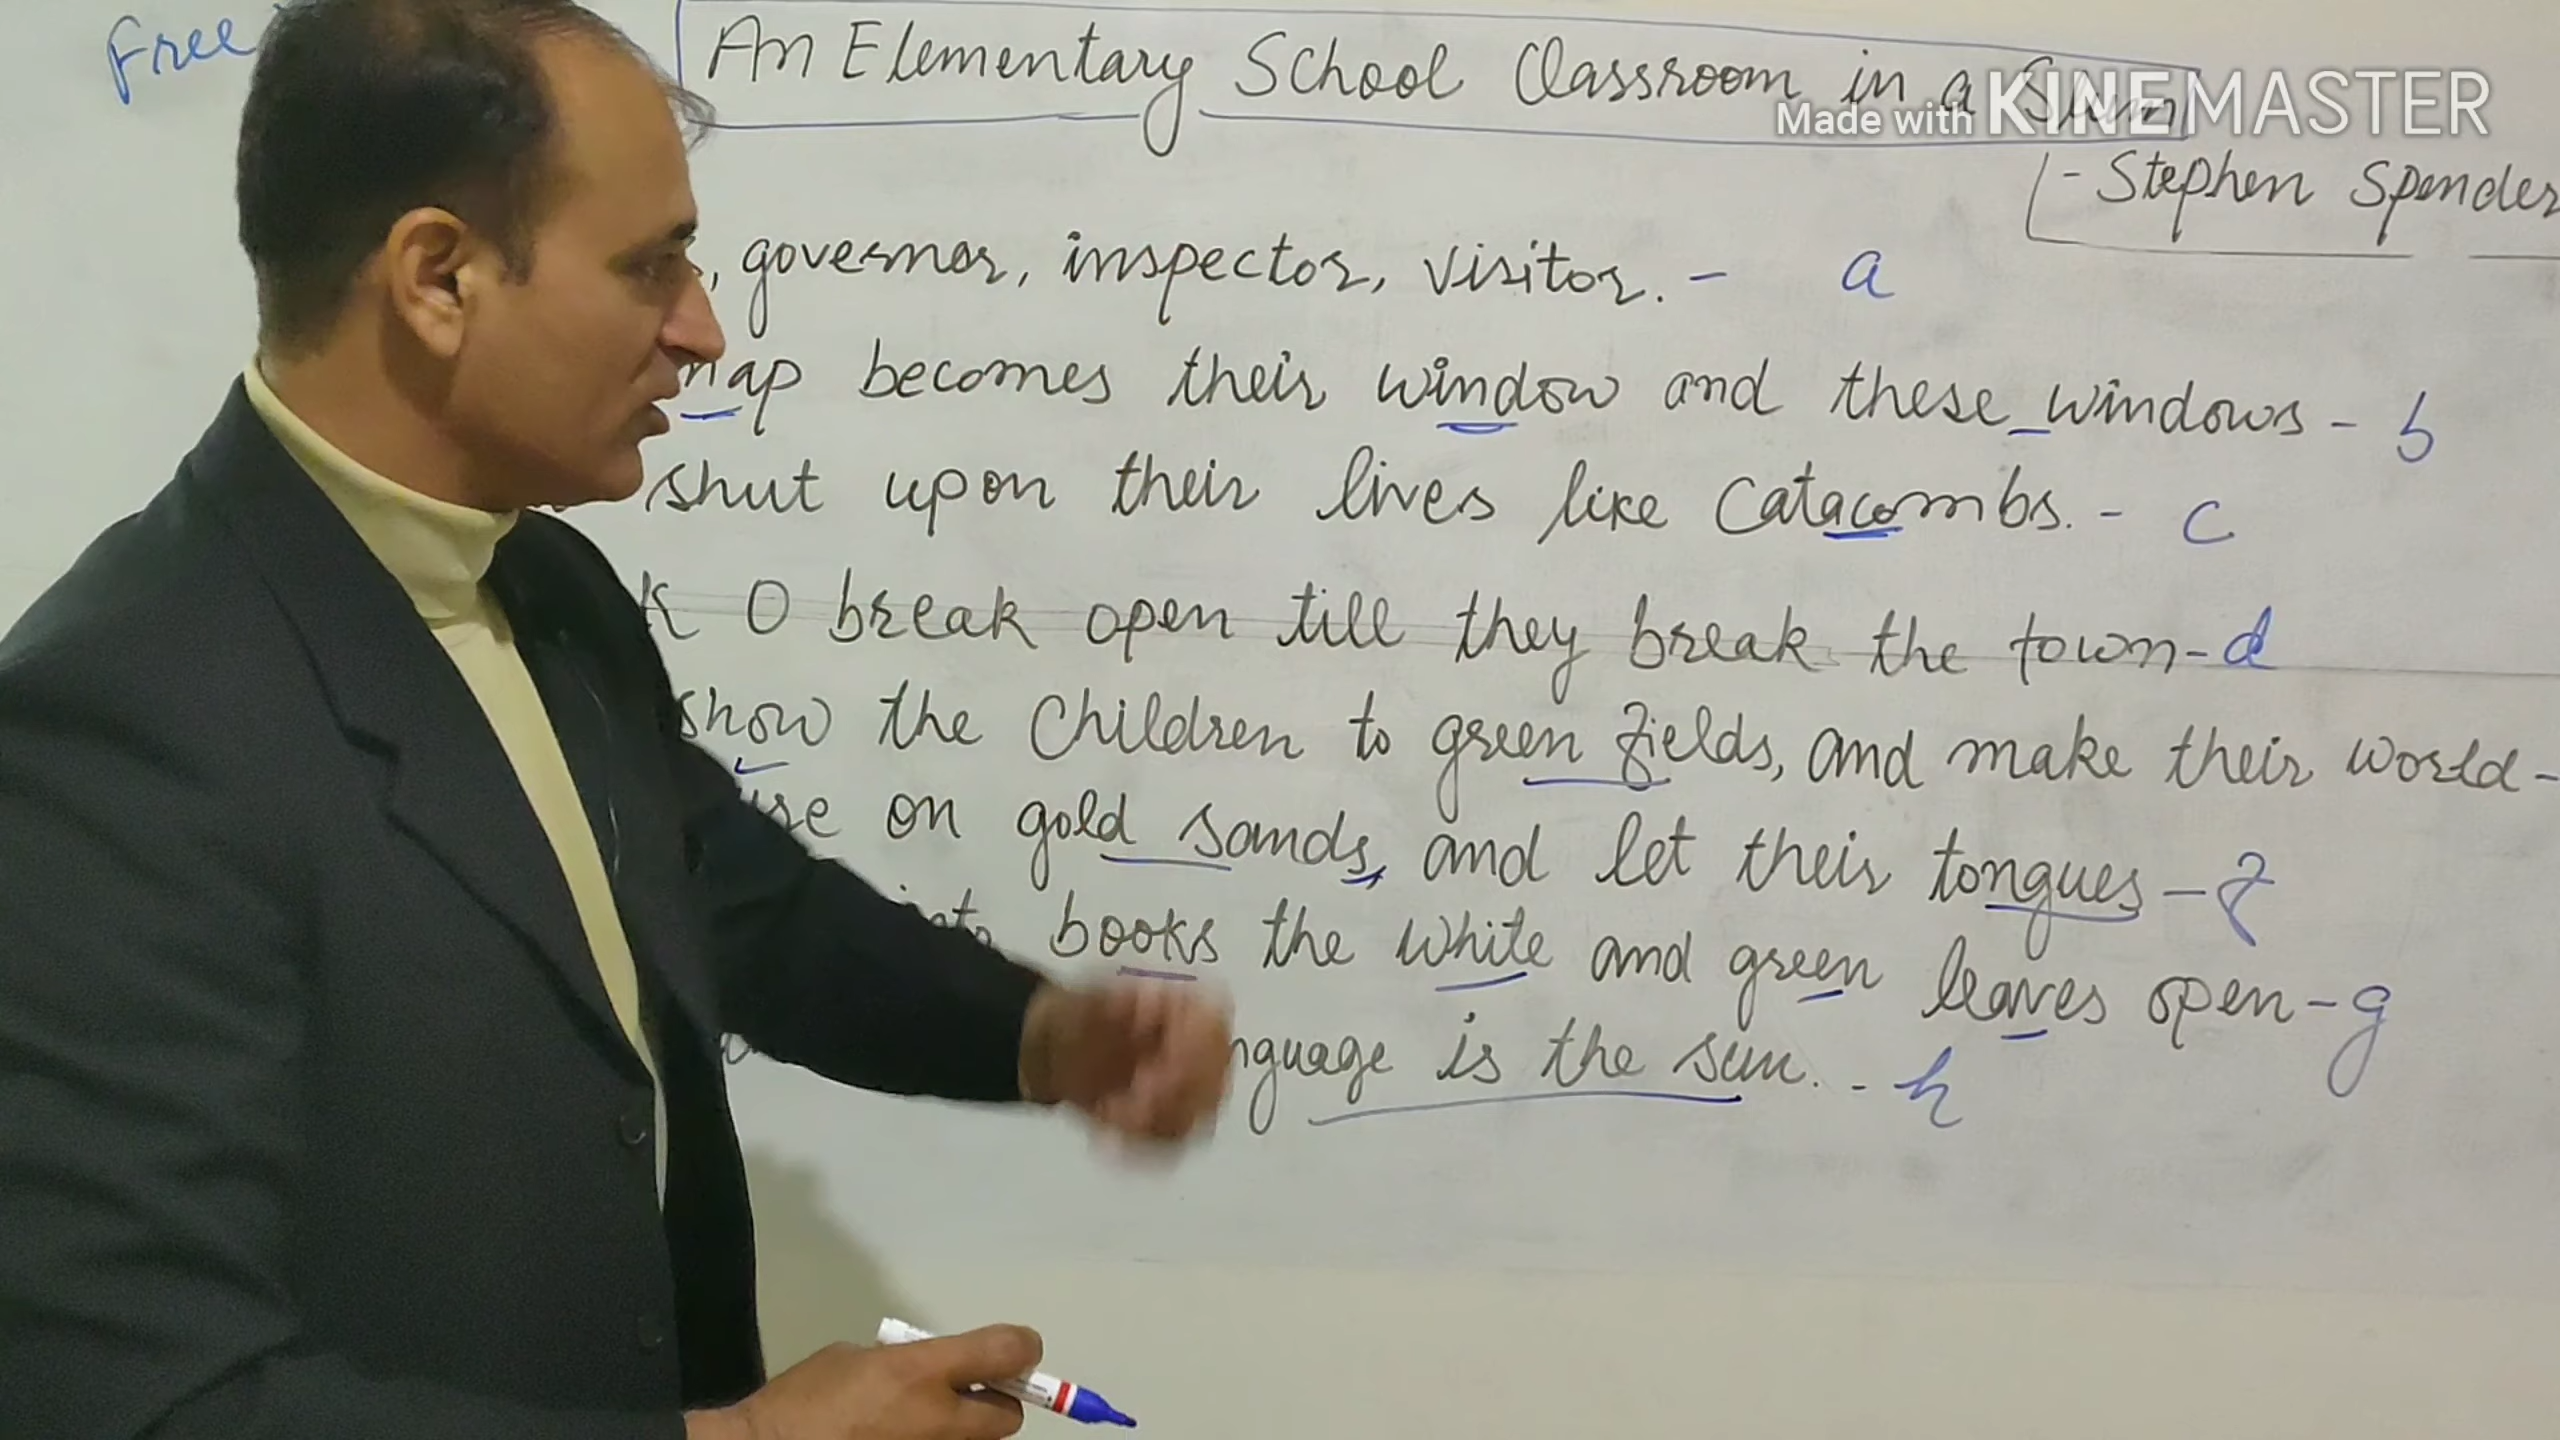 Free
An Elementary School Classroom in a Slum
Made with KINEMASTER
- Stephen Spender
, governor, inspector, visitor. - a
map becomes their window and these windows - b
shut upon their lives like catacombs. - c
O break open till they break the town - d
show the children to green fields, and make their world -
on gold sands, and let their tongues - f
into books the white and green leaves open - g
is the sun. - h